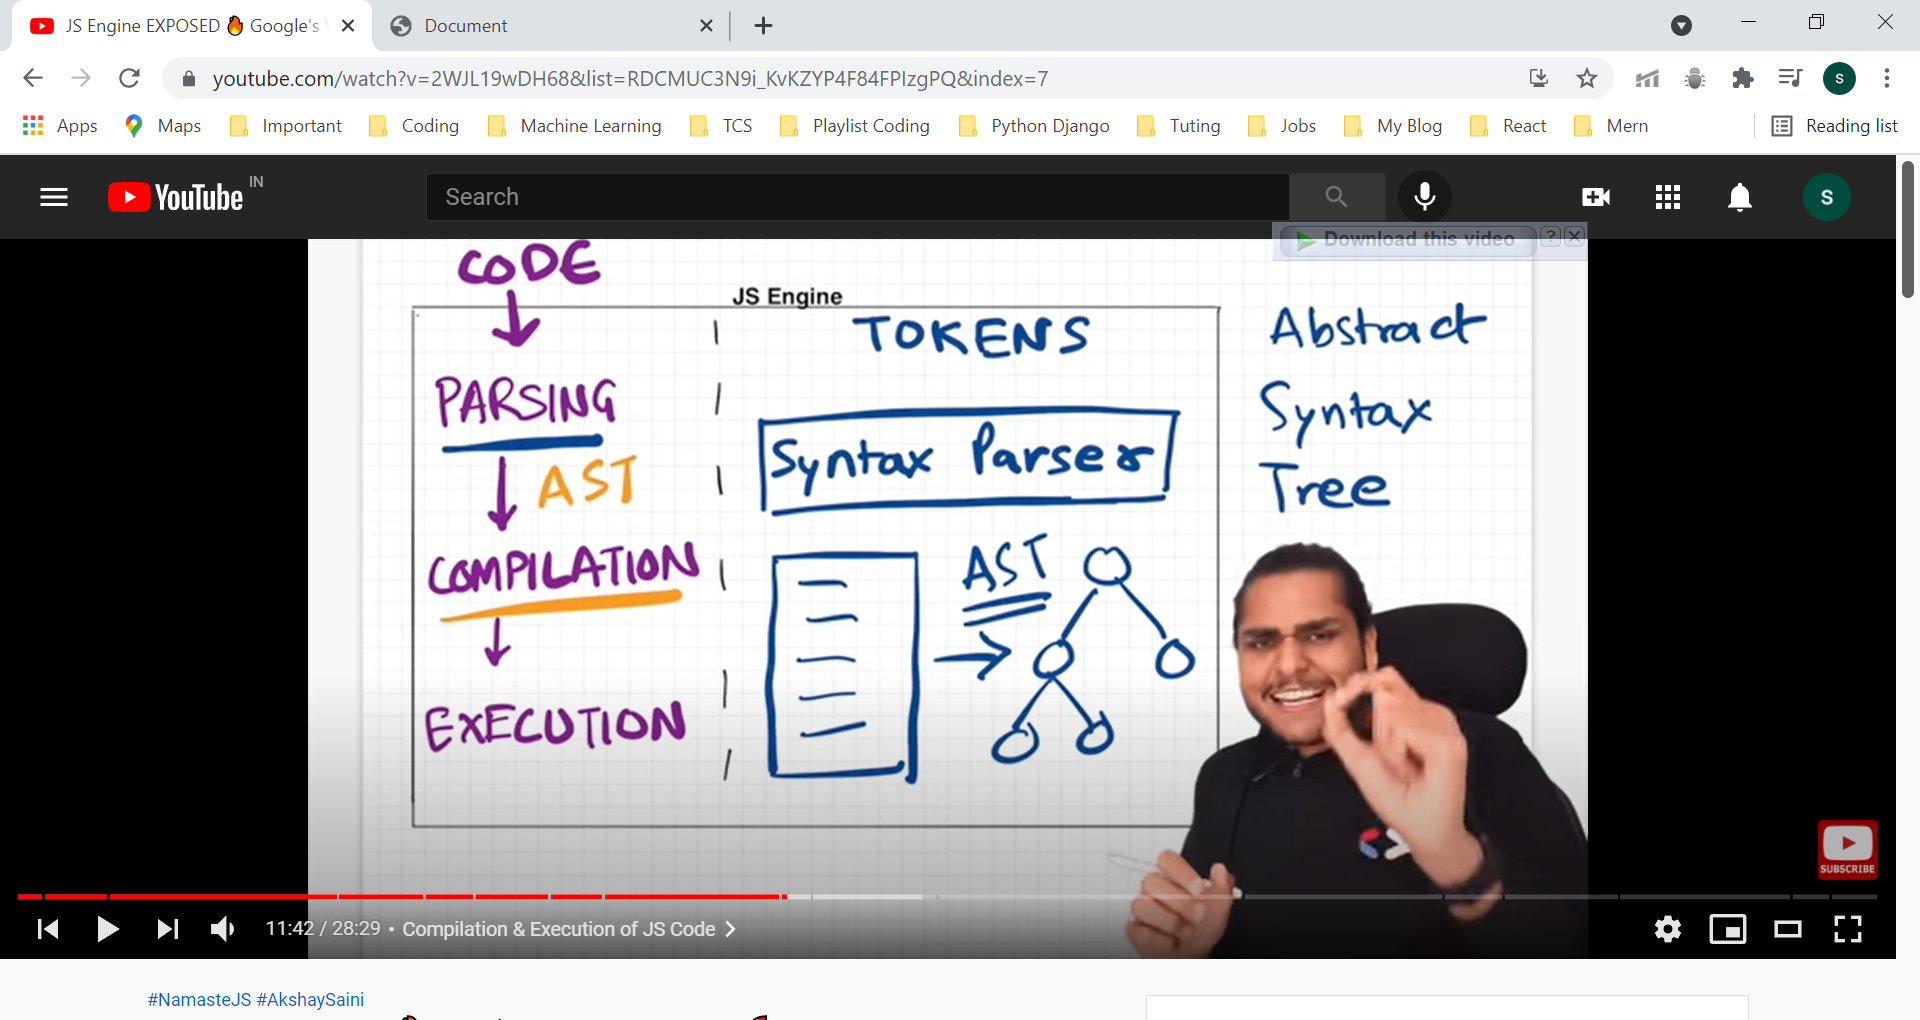 JS Engine EXPOSED 🔥 Google's
Document
youtube.com/watch?v=2WJL19wDH68&list=RDCMUC3N9i_KvKZYP4F84FPIzgPQ&index=7
S
Apps
Maps
Important
Coding
Machine Learning
TCS
Playlist Coding
Python Django
Tuting
Jobs
My Blog
React
Mern
Reading list
YouTube IN
Search
S
Download this video ?
CODE
JS Engine
PARSING
AST
COMPILATION
EXECUTION
TOKENS
Syntax Parser
AST
Abstract
Syntax
Tree
SUBSCRIBE
11:42 / 28:29 • Compilation & Execution of JS Code
#NamasteJS #AkshaySaini